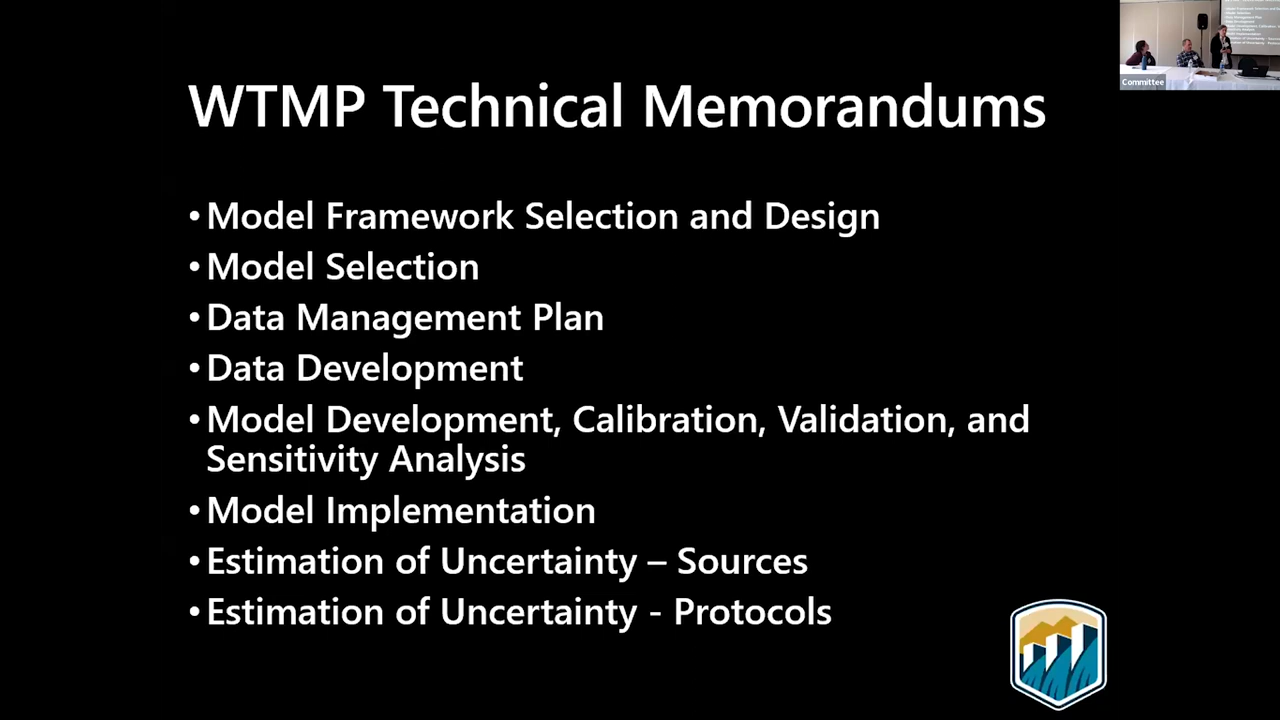 WTMP Technical Memorandums
• Model Framework Selection and Design
• Model Selection
• Data Management Plan
• Data Development
• Model Development, Calibration, Validation, and
Sensitivity Analysis
• Model Implementation
• Estimation of Uncertainty – Sources
• Estimation of Uncertainty - Protocols
Committee